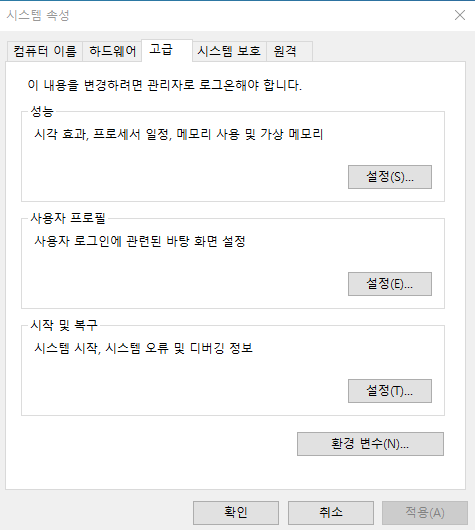 시스템 속성
컴퓨터 이름 하드웨어 고급 시스템 보호 원격
이 내용을 변경하려면 관리자로 로그온해야 합니다.
성능
시각 효과, 프로세서 일정, 메모리 사용 및 가상 메모리
설정(S)...
사용자 프로필
사용자 로그인에 관련된 바탕 화면 설정
설정(E)...
시작 및 복구
시스템 시작, 시스템 오류 및 디버깅 정보
설정(T)...
환경 변수(N)...
확인 취소 적용(A)